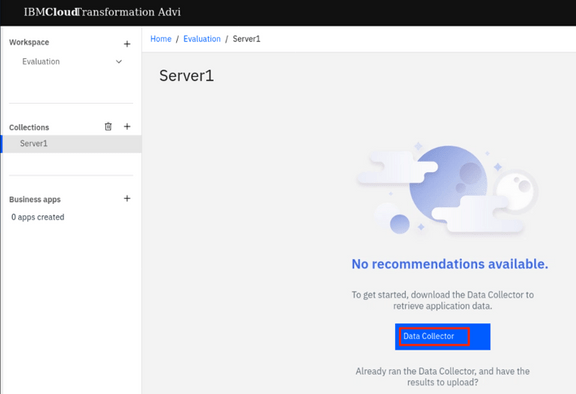 IBM Cloud Transformation Advi
Workspace
Evaluation
Collections
Server1
Business apps
0 apps created
Home / Evaluation / Server1
Server1
No recommendations available.
To get started, download the Data Collector to
retrieve application data.
Data Collector
Already ran the Data Collector, and have the
results to upload?